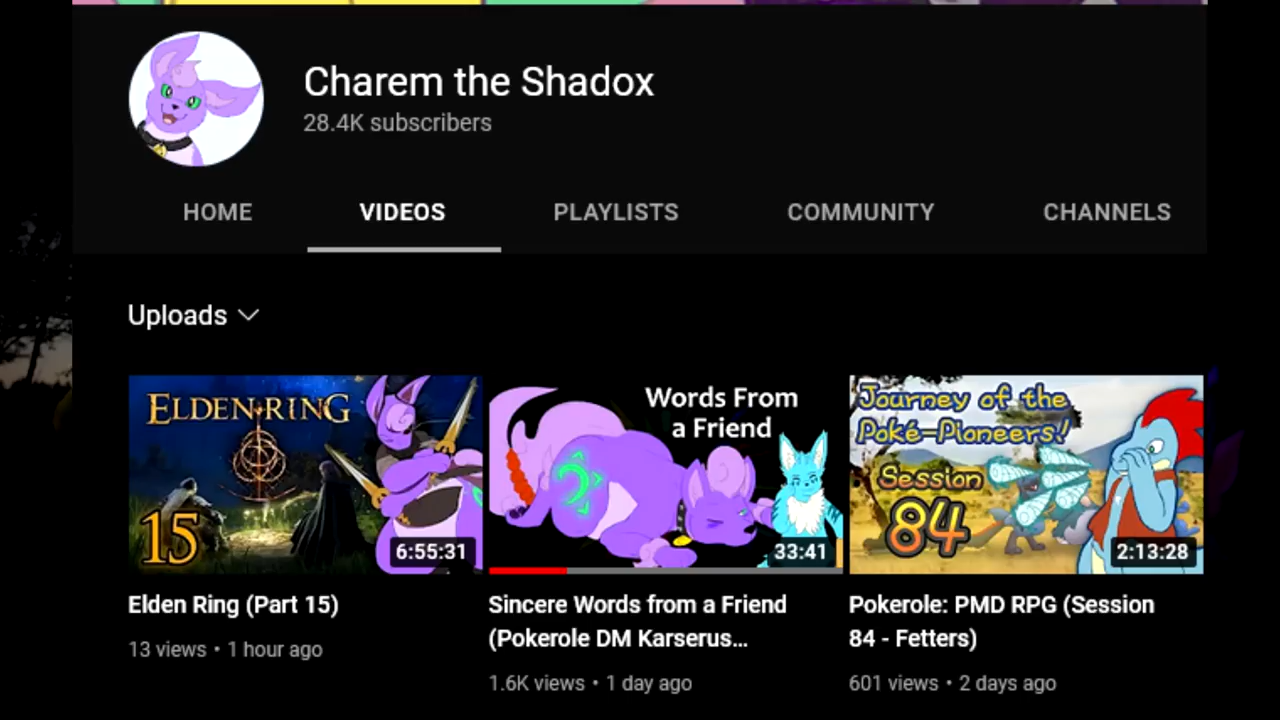 Charem the Shadox
28.4K subscribers
HOME
VIDEOS
PLAYLISTS
COMMUNITY
CHANNELS
Uploads
ELDEN RING
15
6:55:31
Words From
a Friend
33:41
Journey of the
Poké-Pioneers!
Session
84
2:13:28
Elden Ring (Part 15)
13 views • 1 hour ago
Sincere Words from a Friend
(Pokerole DM Karserus...
1.6K views • 1 day ago
Pokerole: PMD RPG (Session
84 - Fetters)
601 views • 2 days ago